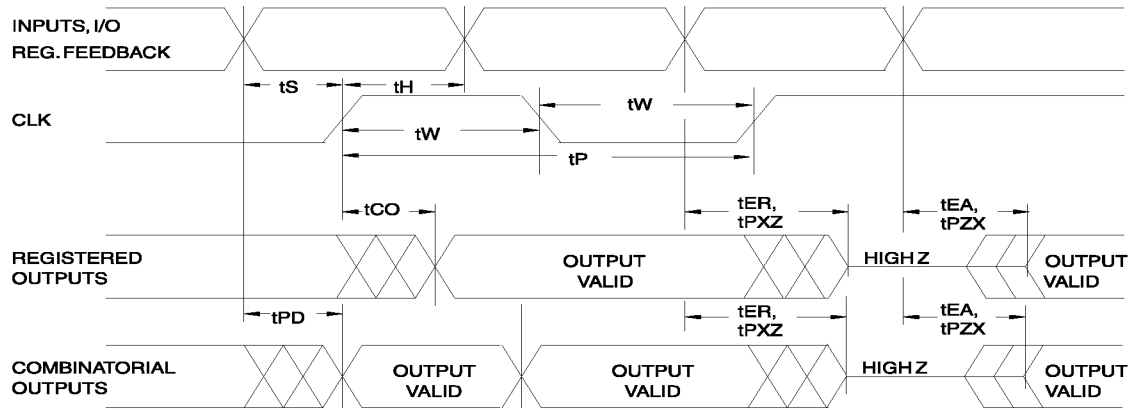 INPUTS, I/O
REG. FEEDBACK
tS
tH
tW
CLK
tW
tP
tCO
tER,
tPXZ
tEA,
tPZX
REGISTERED
OUTPUTS
OUTPUT
VALID
HIGH Z
OUTPUT
VALID
tPD
tER,
tPXZ
tEA,
tPZX
COMBINATORIAL
OUTPUTS
OUTPUT
VALID
OUTPUT
VALID
HIGH Z
OUTPUT
VALID